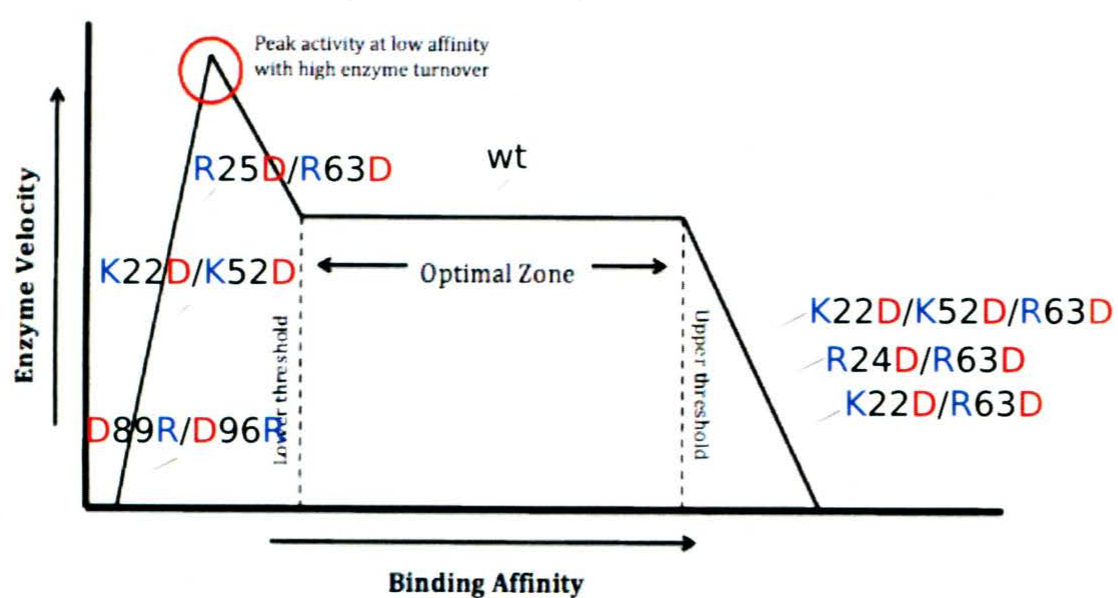 Peak activity at low affinity
with high enzyme turnover
R25D/R63D
wt
K22D/K52D
Optimal Zone
Enzyme Velocity
Lower threshold
Upper threshold
K22D/K52D/R63D
R24D/R63D
K22D/R63D
D89R/D96R
Binding Affinity